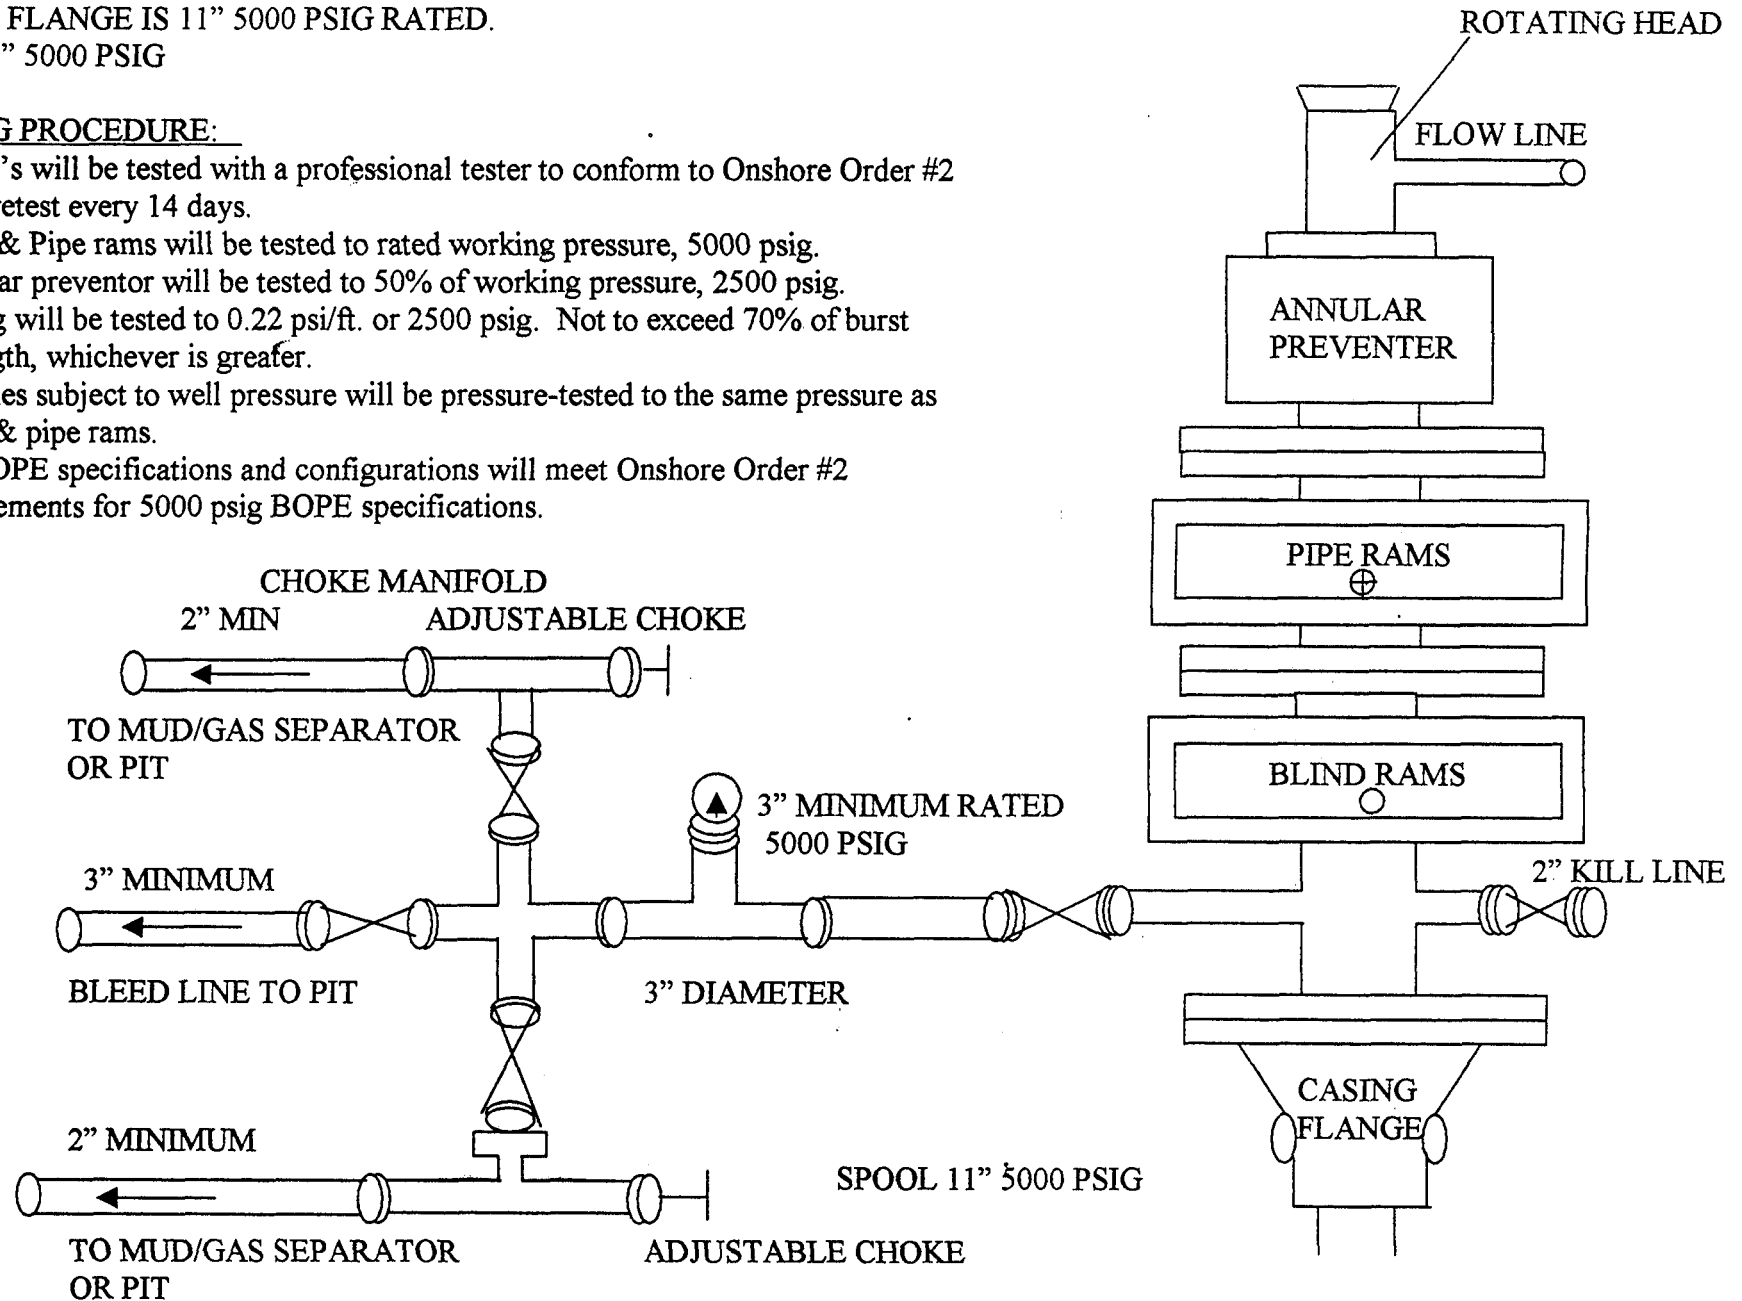 FLANGE IS 11” 5000 PSIG RATED.
” 5000 PSIG
G PROCEDURE:
’s will be tested with a professional tester to conform to Onshore Order #2
etest every 14 days.
& Pipe rams will be tested to rated working pressure, 5000 psig.
ar preventor will be tested to 50% of working pressure, 2500 psig.
g will be tested to 0.22 psi/ft. or 2500 psig. Not to exceed 70% of burst
gth, whichever is greater.
es subject to well pressure will be pressure-tested to the same pressure as
& pipe rams.
OPE specifications and configurations will meet Onshore Order #2
ements for 5000 psig BOPE specifications.
ROTATING HEAD
FLOW LINE
ANNULAR
PREVENTER
PIPE RAMS
BLIND RAMS
2” KILL LINE
CASING
FLANGE
CHOKE MANIFOLD
2” MIN
ADJUSTABLE CHOKE
TO MUD/GAS SEPARATOR
OR PIT
3” MINIMUM RATED
5000 PSIG
3” MINIMUM
BLEED LINE TO PIT
3” DIAMETER
2” MINIMUM
SPOOL 11” 5000 PSIG
TO MUD/GAS SEPARATOR
OR PIT
ADJUSTABLE CHOKE